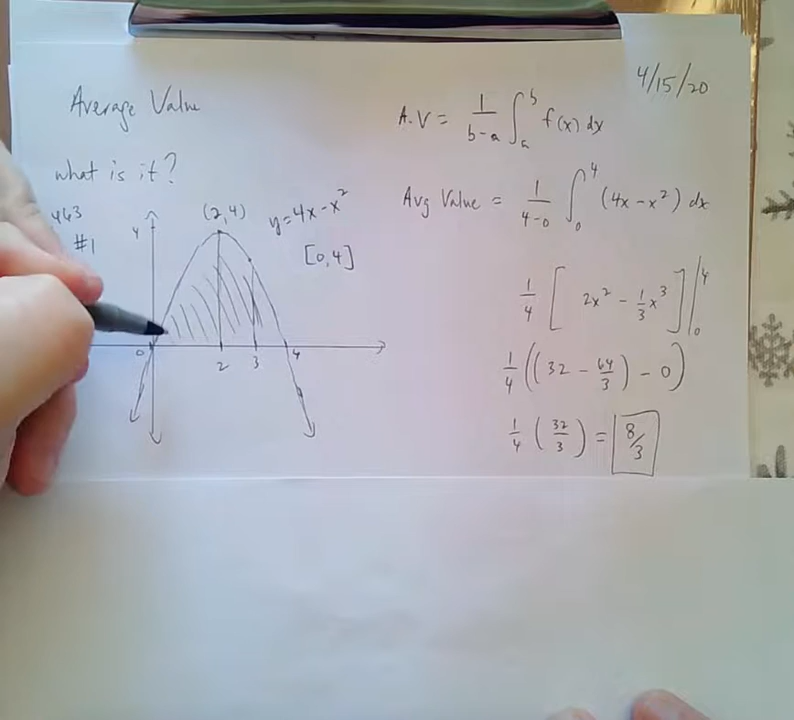 4/15/20
Average Value
A.V = 1/(b-a) ∫_a^b f(x) dx
what is it?
Avg Value = 1/(4-0) ∫_0^4 (4x - x²) dx
463
#1
4
(2,4)
y = 4x - x²
[0,4]
1/4 [ 2x² - 1/3 x³ ] |_0^4
0 2 3 4
1/4 ((32 - 64/3) - 0)
1/4 (32/3) = 8/3